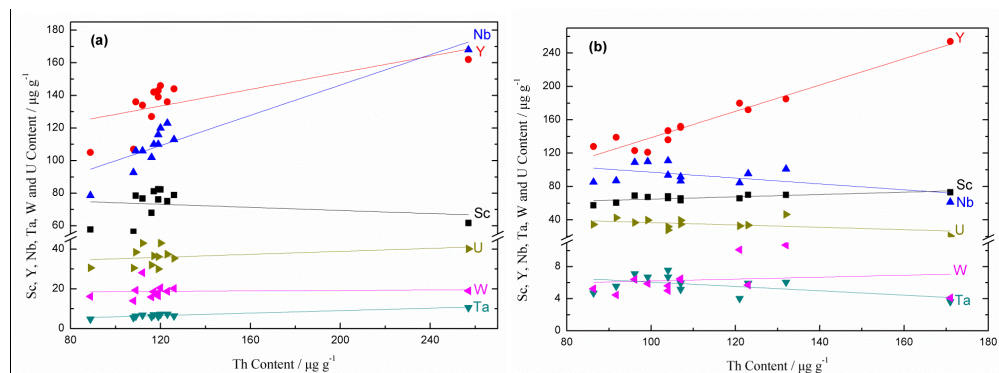 (a)
Sc, Y, Nb, Ta, W and U Content / μg g⁻¹
180
160
140
120
100
80
60
40
20
0
Nb
Y
Sc
U
W
Ta
80
120
160
200
240
Th Content / μg g⁻¹
(b)
Sc, Y, Nb, Ta, W and U Content / μg g⁻¹
240
200
160
120
80
40
8
6
4
2
0
Y
Sc
Nb
U
W
Ta
80
100
120
140
160
180
Th Content / μg g⁻¹